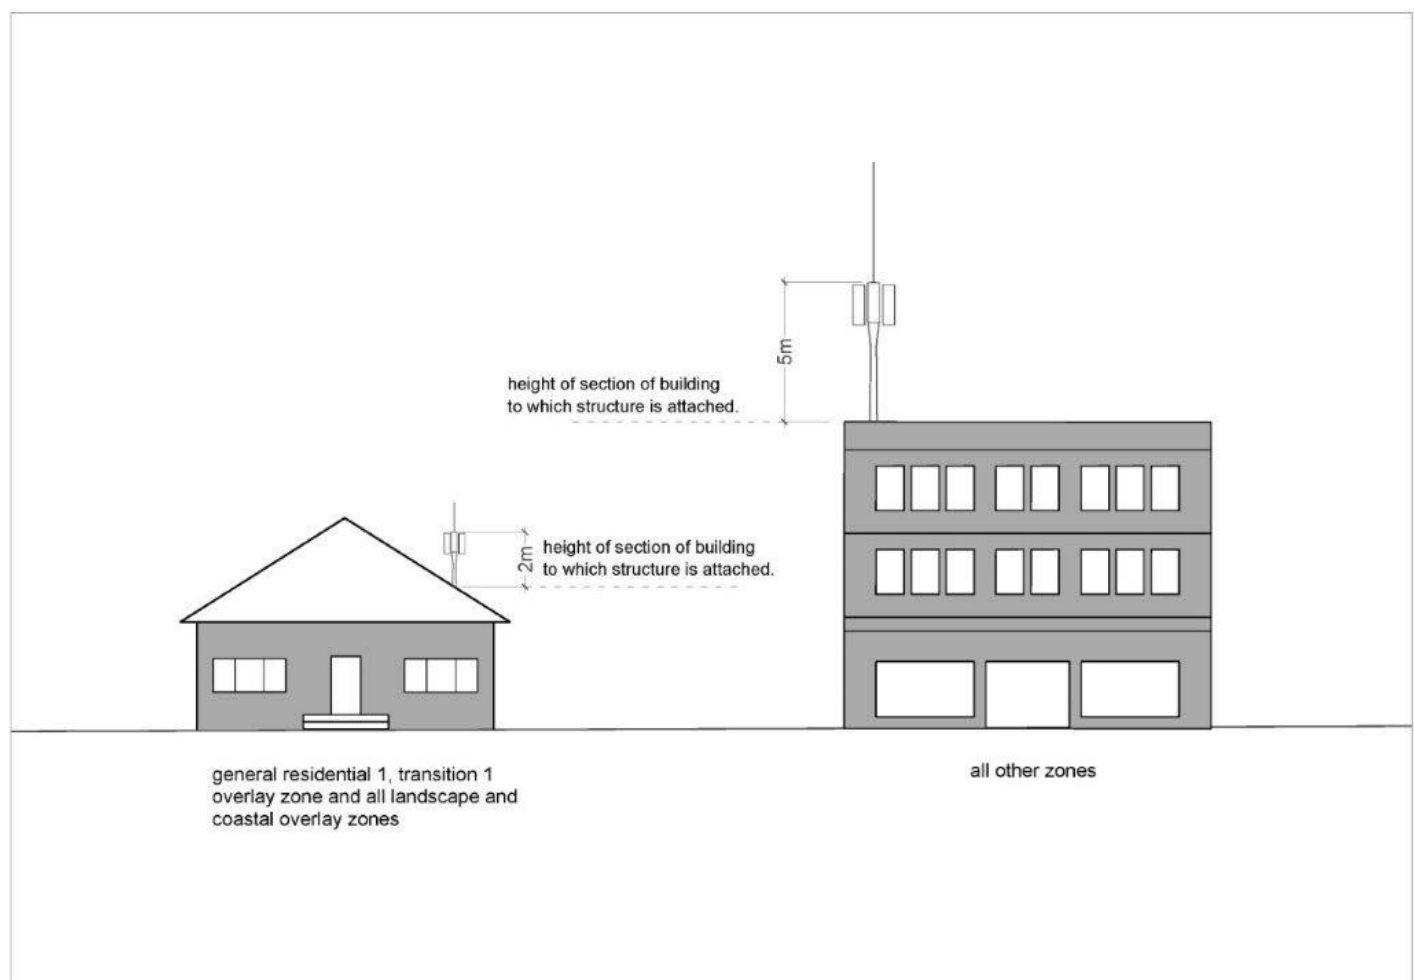 5m
height of section of building
to which structure is attached.
2m
height of section of building
to which structure is attached.
general residential 1, transition 1
overlay zone and all landscape and
coastal overlay zones
all other zones